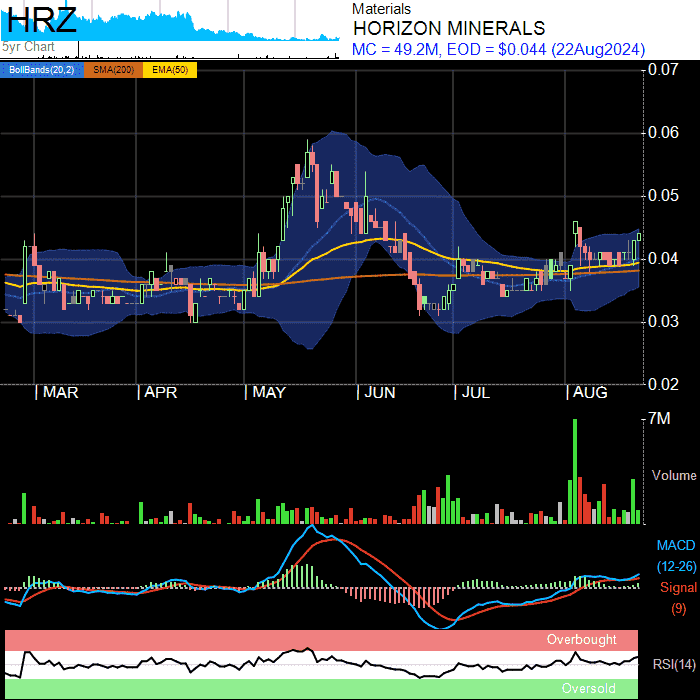 HRZ
5yr Chart
Materials
HORIZON MINERALS
MC = 49.2M, EOD = $0.044 (22Aug2024)
BollBands(20,2) SMA(200) EMA(50)
0.07
0.06
0.05
0.04
0.03
0.02
MAR APR MAY JUN JUL AUG
7M
Volume
MACD
(12-26)
Signal
(9)
Overbought
RSI(14)
Oversold